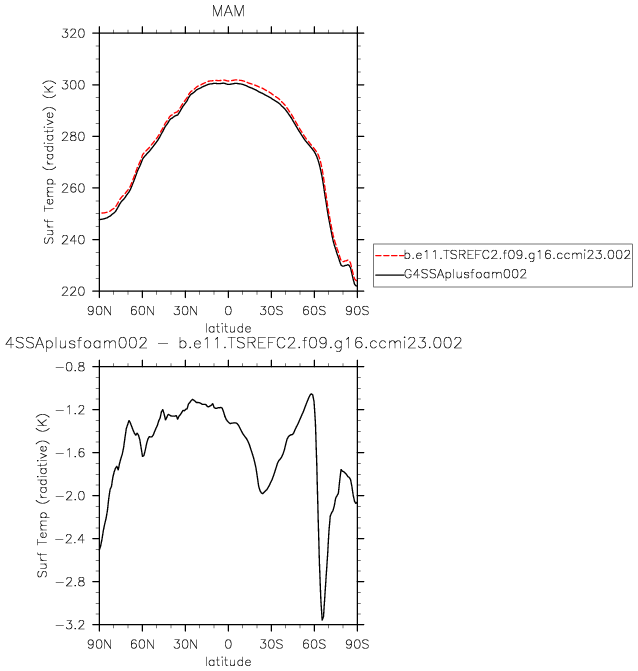 MAM
320
300
280
260
240
220
Surf Temp (radiative) (K)
90N 60N 30N 0 30S 60S 90S
latitude
b.e11.TSREFC2.f09.g16.ccmi23.002
G4SSAplusfoam002
4SSAplusfoam002 − b.e11.TSREFC2.f09.g16.ccmi23.002
−0.8
−1.2
−1.6
−2.0
−2.4
−2.8
−3.2
Surf Temp (radiative) (K)
90N 60N 30N 0 30S 60S 90S
latitude